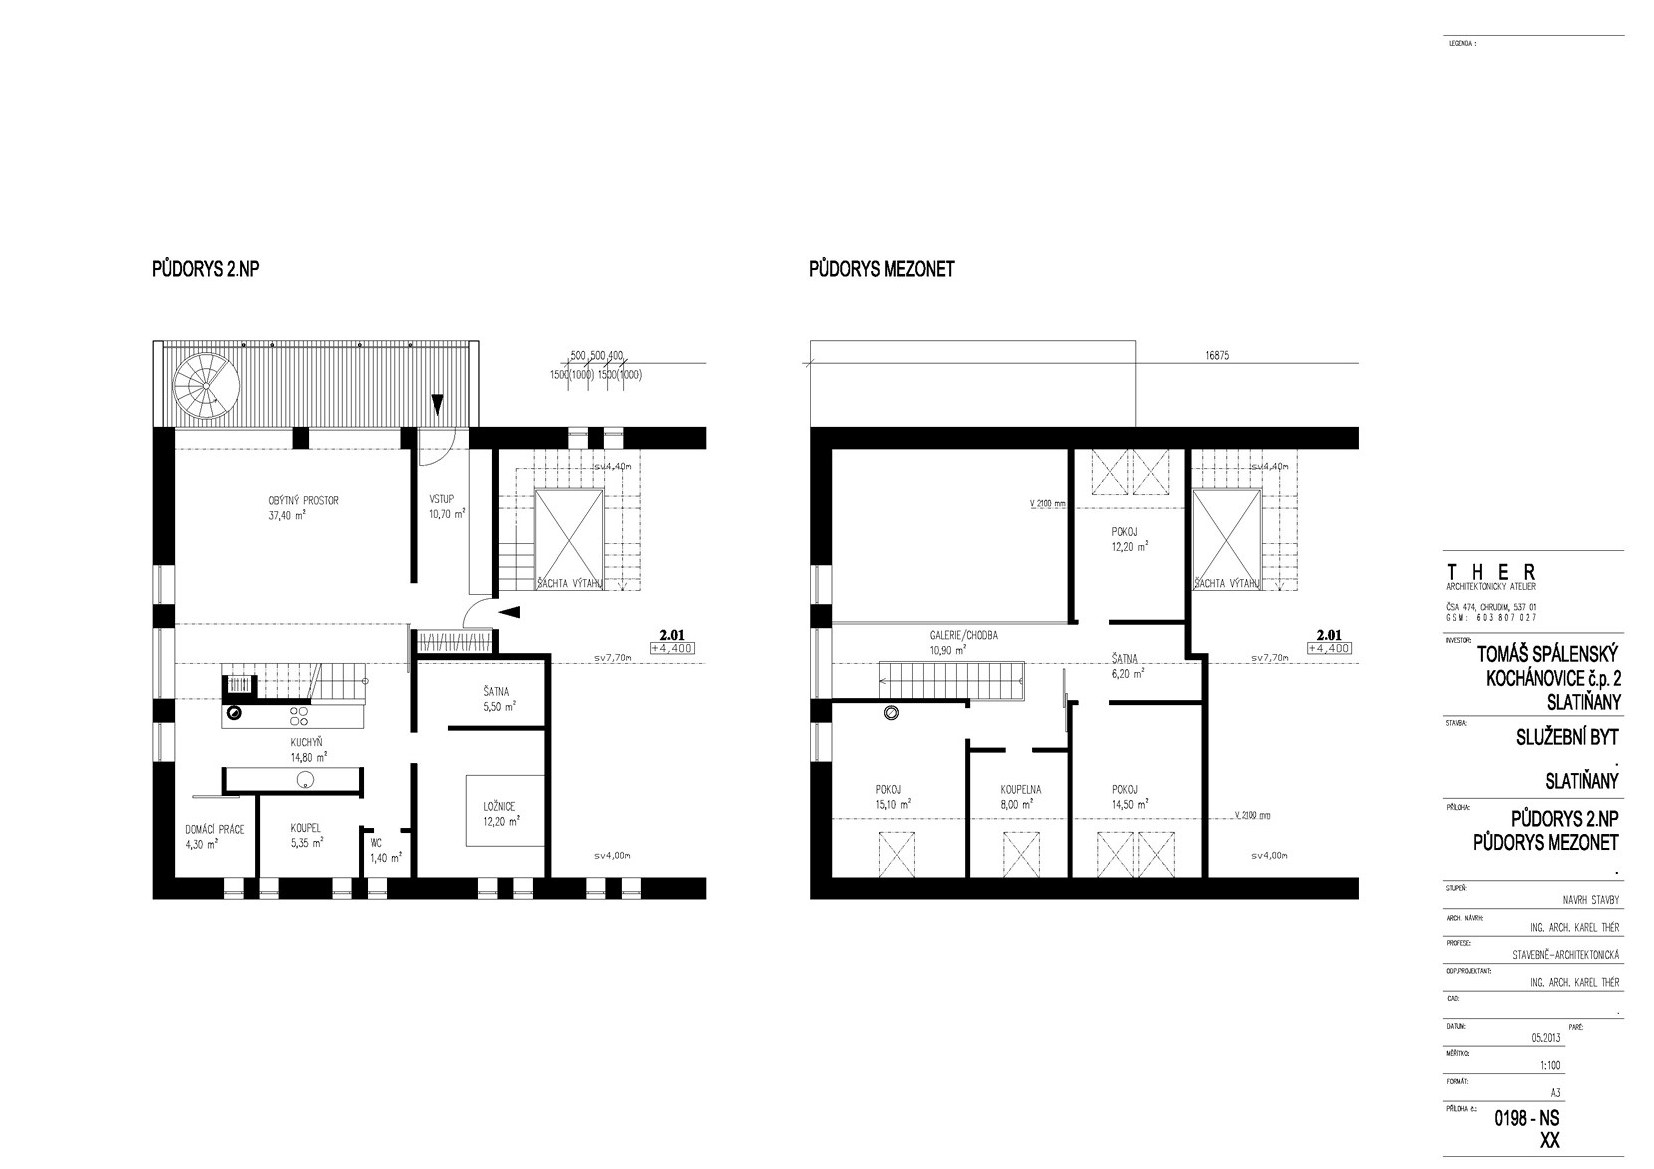 LEGENDA :
PŮDORYS 2.NP
PŮDORYS MEZONET
500 500 400
1500(1000) 1500(1000)
16875
sv4,40m
OBÝTNÝ PROSTOR
37,40 m²
VSTUP
10,70 m²
ŠACHTA VÝTAHU
2.01
+4,400
sv7,70m
ŠATNA
5,50 m²
KUCHYŇ
14,80 m²
LOŽNICE
12,20 m²
DOMÁCÍ PRÁCE
4,30 m²
KOUPEL
5,35 m²
WC
1,40 m²
sv4,00m
sv4,40m
V 2100 mm
POKOJ
12,20 m²
ŠACHTA VÝTAHU
GALERIE/CHODBA
10,90 m²
2.01
+4,400
ŠATNA
6,20 m²
sv7,70m
POKOJ
15,10 m²
KOUPELNA
8,00 m²
POKOJ
14,50 m²
V 2100 mm
sv4,00m
THER
ARCHITEKTONICKÝ ATELIER
ČSA 474, CHRUDIM, 537 01
GSM: 603 807 027
INVESTOR:
TOMÁŠ SPÁLENSKÝ
KOCHÁNOVICE č.p. 2
SLATIŇANY
STAVBA:
SLUŽEBNÍ BYT
.
SLATIŇANY
PŘÍLOHA:
PŮDORYS 2.NP
PŮDORYS MEZONET
.
STUPEŇ:
NÁVRH STAVBY
ARCH. NÁVRH:
ING. ARCH. KAREL THÉR
PROFESE:
STAVEBNĚ-ARCHITEKTONICKÁ
ODP.PROJEKTANT:
ING. ARCH. KAREL THÉR
CAD:
.
DATUM:
PARÉ:
05.2013
MĚŘÍTKO:
1:100
FORMÁT:
A3
PŘÍLOHA č.:
0198 - NS
XX